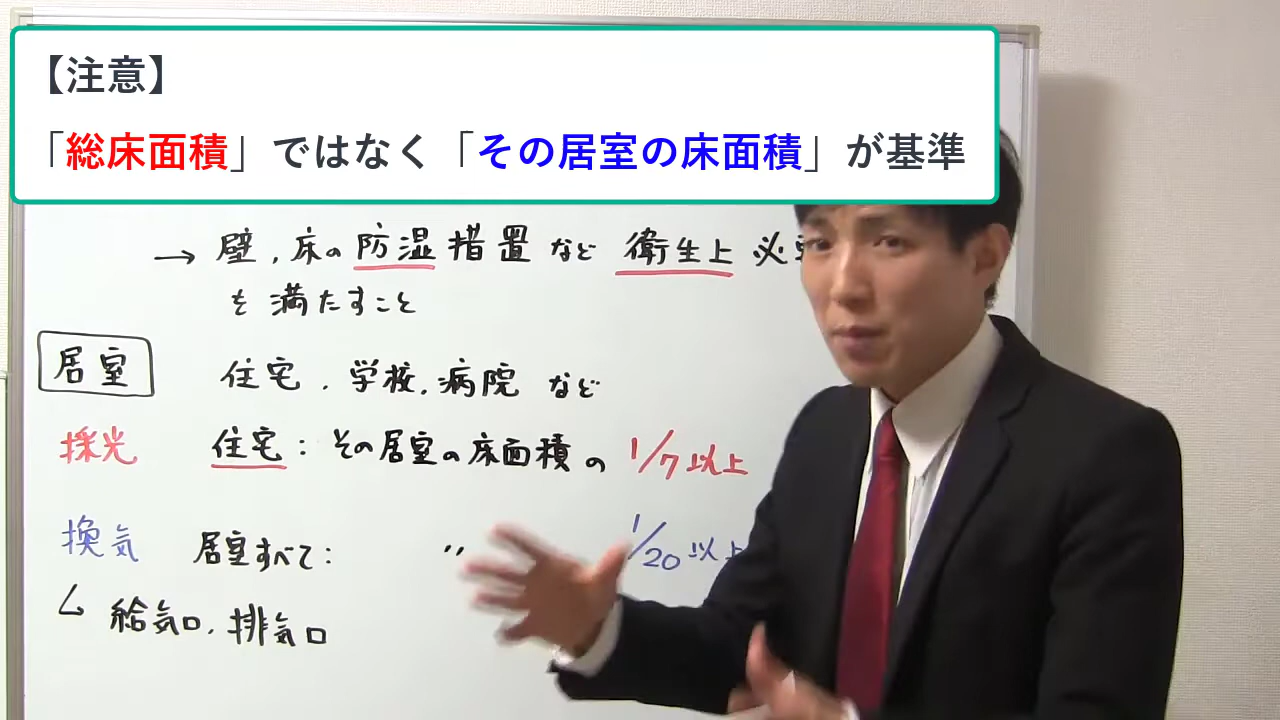 【注意】
「総床面積」ではなく「その居室の床面積」が基準
→ 壁、床の防湿措置など 衛生上 必
を満たすこと
居室 住宅、学校、病院 など
採光 住宅：その居室の床面積の 1/7以上
換気 居室すべて： 〃 1/20以上
給気口、排気口